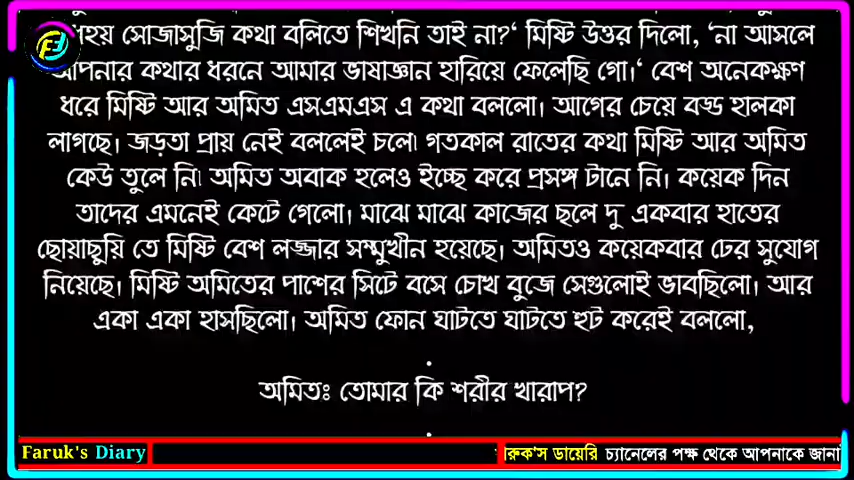 সোজাসুজি কথা বলিতে শিখনি তাই না?‘ মিষ্টি উত্তর দিলো, ‘না আসলে
আপনার কথার ধরনে আমার ভাষাজ্ঞান হারিয়ে ফেলেছি গো।‘ বেশ অনেকক্ষণ
ধরে মিষ্টি আর অমিত এসএমএস এ কথা বললো। আগের চেয়ে বড্ড হালকা
লাগছে। জড়তা প্রায় নেই বললেই চলে। গতকাল রাতের কথা মিষ্টি আর অমিত
কেউ তুলে নি। অমিত অবাক হলেও ইচ্ছে করে প্রসঙ্গ টানে নি। কয়েক দিন
তাদের এমনেই কেটে গেলো। মাঝে মাঝে কাজের ছলে দু একবার হাতের
ছোয়াছুয়ি তে মিষ্টি বেশ লজ্জার সম্মুখীন হয়েছে। অমিতও কয়েকবার ঢের সুযোগ
নিয়েছে। মিষ্টি অমিতের পাশের সিটে বসে চোখ বুজে সেগুলোই ভাবছিলো। আর
একা একা হাসছিলো। অমিত ফোন ঘাটতে ঘাটতে হুট করেই বললো,
.
অমিতঃ তোমার কি শরীর খারাপ?
.
Faruk's Diary
ারুক'স ডায়েরি চ্যানেলের পক্ষ থেকে আপনাকে জানা